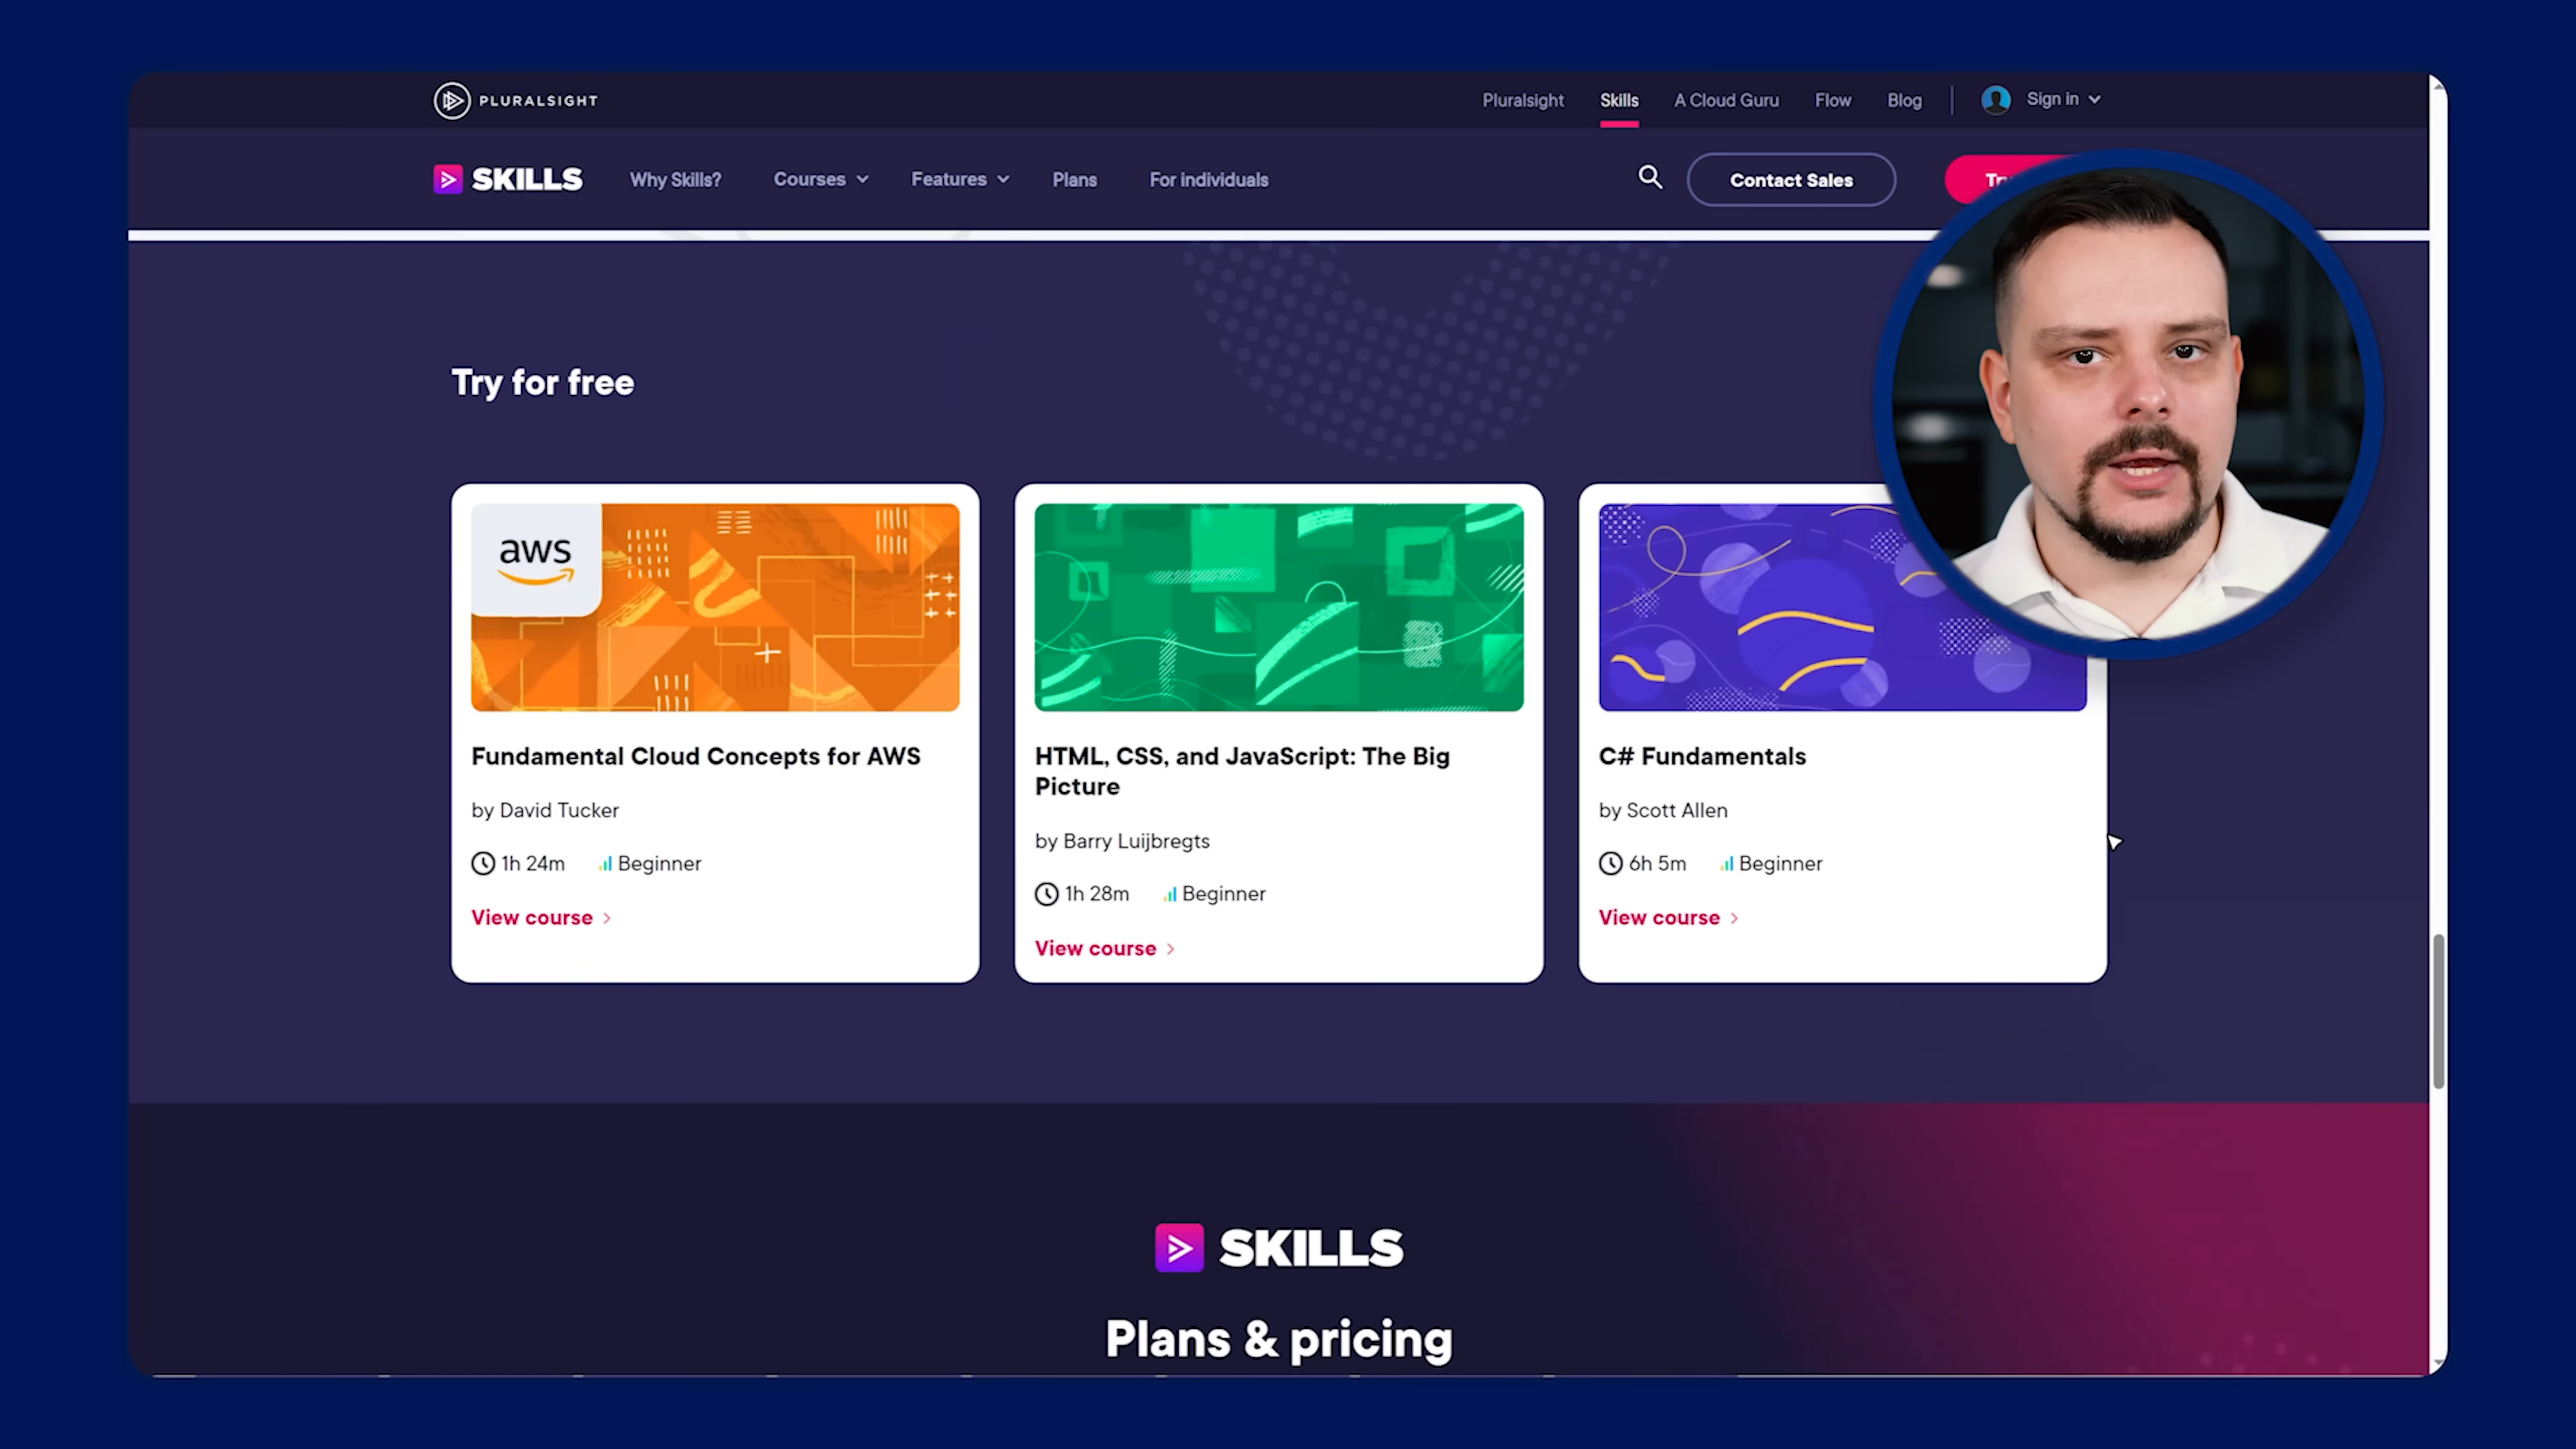 PLURALSIGHT
Pluralsight Skills A Cloud Guru Flow Blog Sign in
SKILLS Why Skills? Courses Features Plans For individuals Contact Sales
Try for free
aws
Fundamental Cloud Concepts for AWS
by David Tucker
1h 24m Beginner
View course
HTML, CSS, and JavaScript: The Big
Picture
by Barry Luijbregts
1h 28m Beginner
View course
C# Fundamentals
by Scott Allen
6h 5m Beginner
View course
SKILLS
Plans & pricing